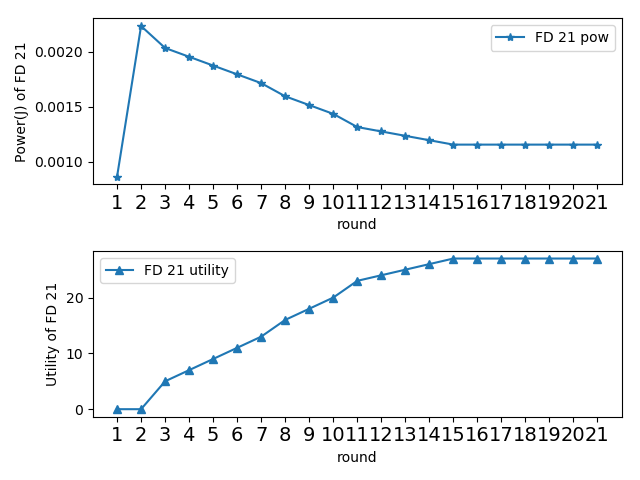 FD 21 pow
Power(J) of FD 21
0.0020
0.0015
0.0010
1 2 3 4 5 6 7 8 9 10 11 12 13 14 15 16 17 18 19 20 21
round
FD 21 utility
Utility of FD 21
20
10
0
1 2 3 4 5 6 7 8 9 10 11 12 13 14 15 16 17 18 19 20 21
round